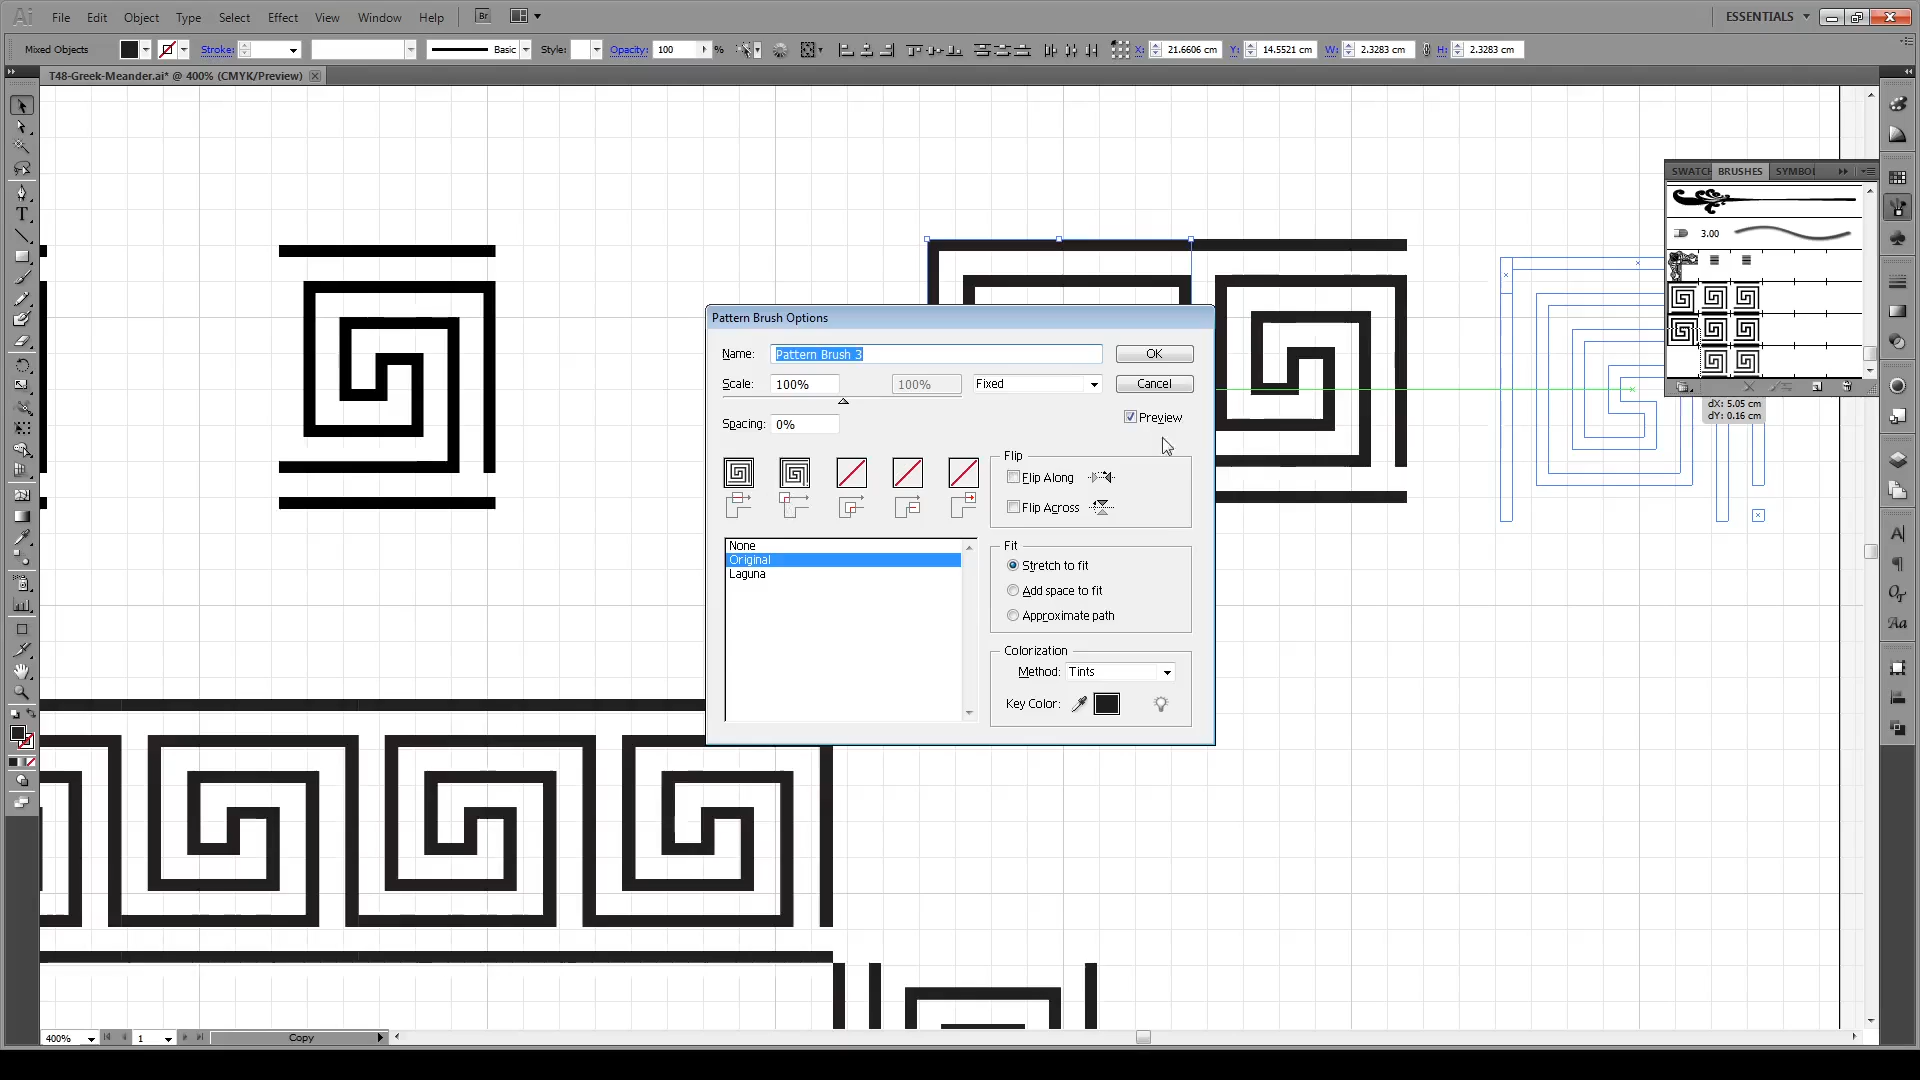 Ai File Edit Object Type Select Effect View Window Help Br ESSENTIALS
Mixed Objects Stroke: Basic Style: Opacity: 100 % X: 21.6606 cm Y: 14.5521 cm W: 2.3283 cm H: 2.3283 cm
T48-Greek-Meander.ai* @ 400% (CMYK/Preview)
SWATCH BRUSHES SYMBOL
3.00
Pattern Brush Options
Name: Pattern Brush 3 OK
Scale: 100% 100% Fixed Cancel
Preview
Spacing: 0%
dX: 5.05 cm
dY: 0.16 cm
Flip
Flip Along
Flip Across
None
Original
Laguna
Fit
Stretch to fit
Add space to fit
Approximate path
Colorization
Method: Tints
Key Color:
400% 1 Copy